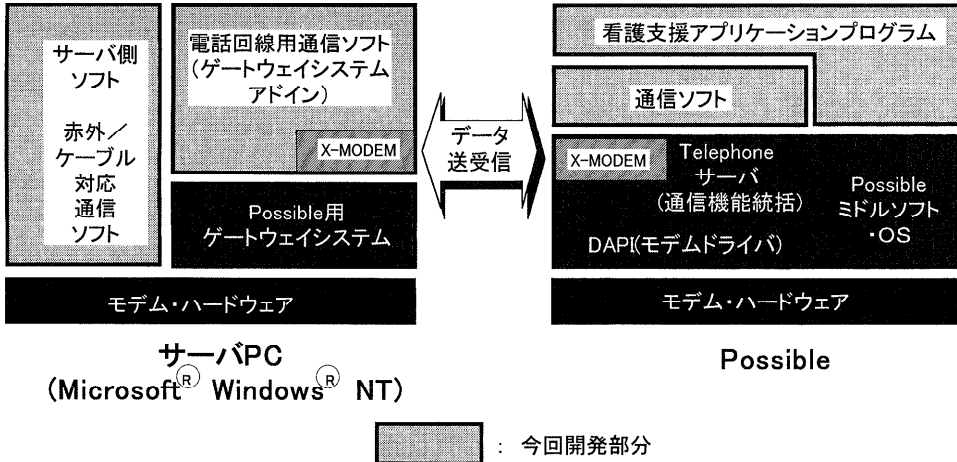 サーバ側
ソフト
赤外／
ケーブル
対応
通信
ソフト
電話回線用通信ソフト
(ゲートウェイシステム
アドイン)
X-MODEM
Possible用
ゲートウェイシステム
モデム・ハードウェア
サーバPC
(Microsoft® Windows® NT)
データ
送受信
看護支援アプリケーションプログラム
通信ソフト
X-MODEM
Telephone
サーバ
(通信機能統括)
DAPI(モデムドライバ)
Possible
ミドルソフト
・OS
モデム・ハードウェア
Possible
： 今回開発部分